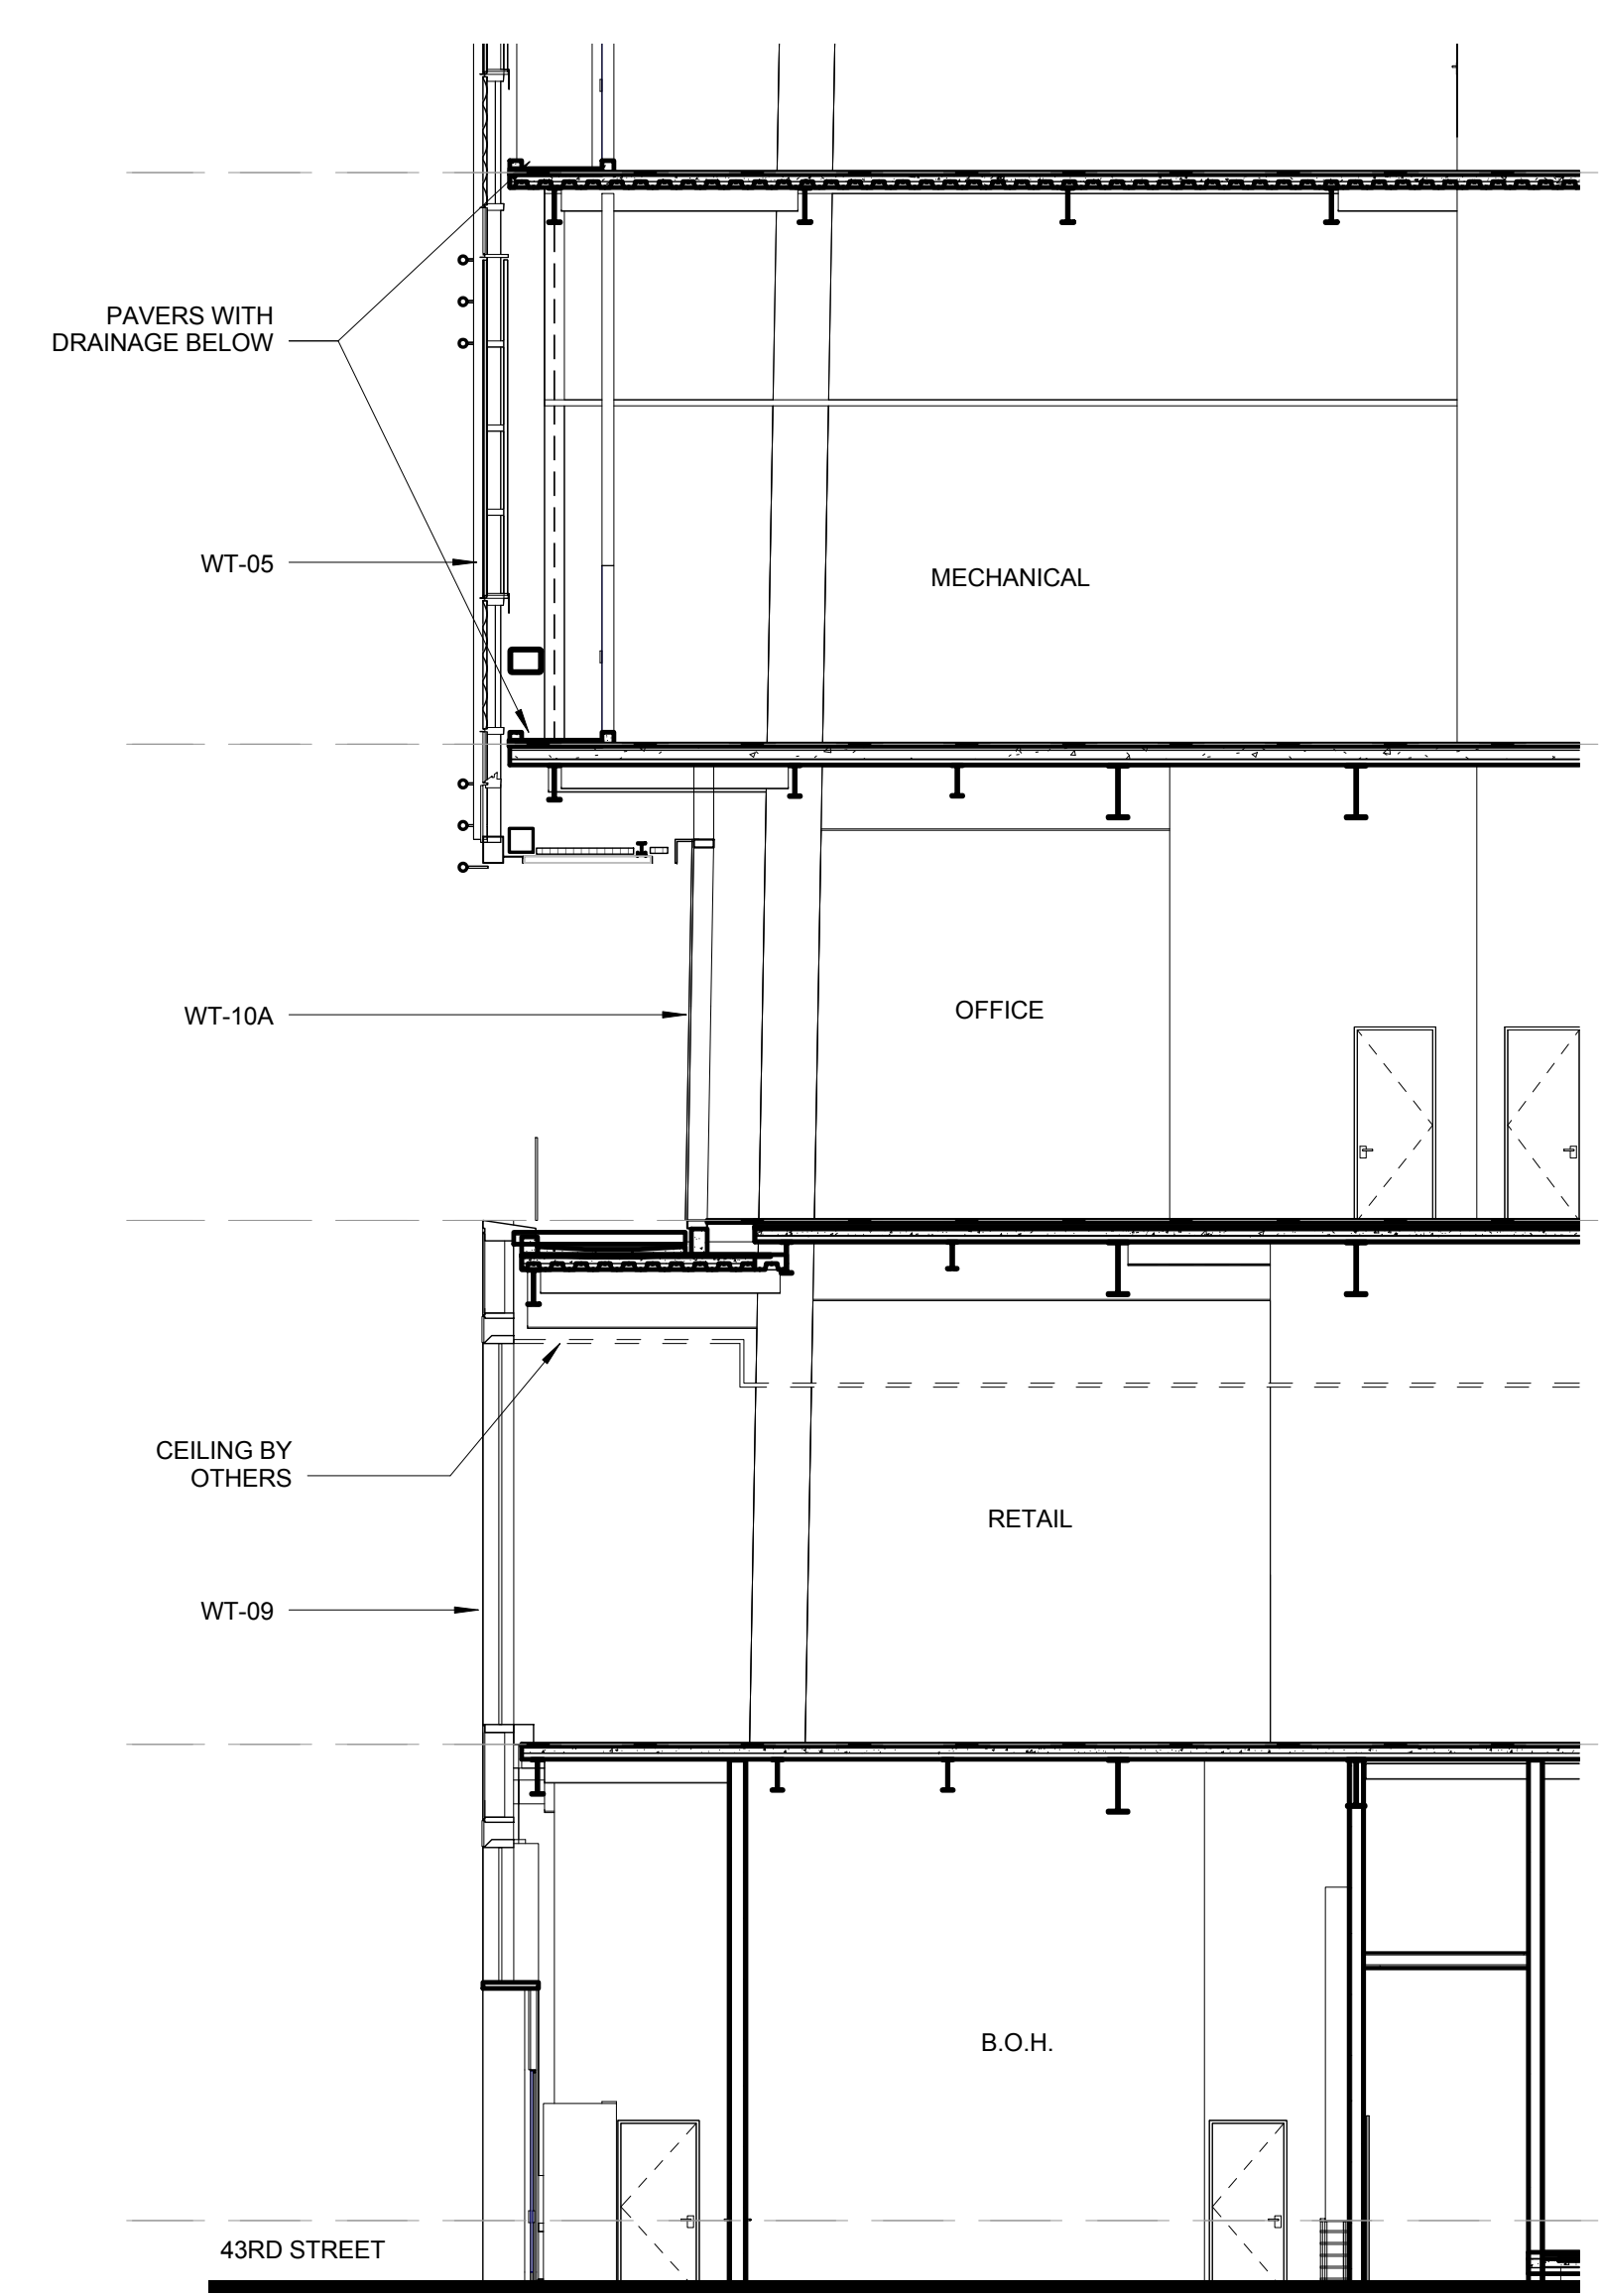 PAVERS WITH
DRAINAGE BELOW
WT-05
MECHANICAL
WT-10A
OFFICE
CEILING BY
OTHERS
RETAIL
WT-09
B.O.H.
43RD STREET